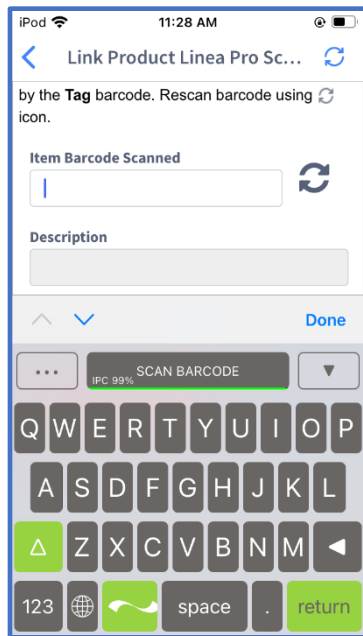 iPod 11:28 AM
Link Product Linea Pro Sc...
by the Tag barcode. Rescan barcode using
icon.
Item Barcode Scanned
Description
Done
... SCAN BARCODE
IPC 99%
Q W E R T Y U I O P
A S D F G H J K L
Z X C V B N M
123 space . return